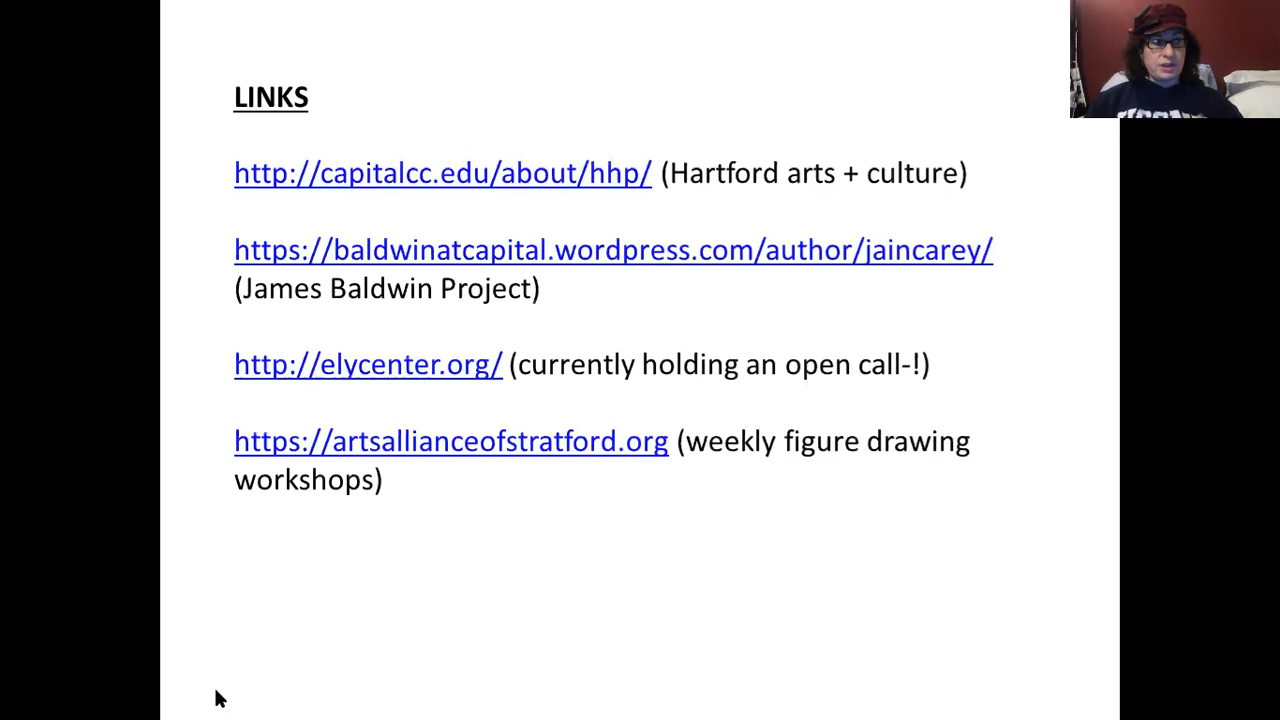 LINKS
http://capitalcc.edu/about/hhp/ (Hartford arts + culture)
https://baldwinatcapital.wordpress.com/author/jaincarey/
(James Baldwin Project)
http://elycenter.org/ (currently holding an open call-!)
https://artsallianceofstratford.org (weekly figure drawing
workshops)